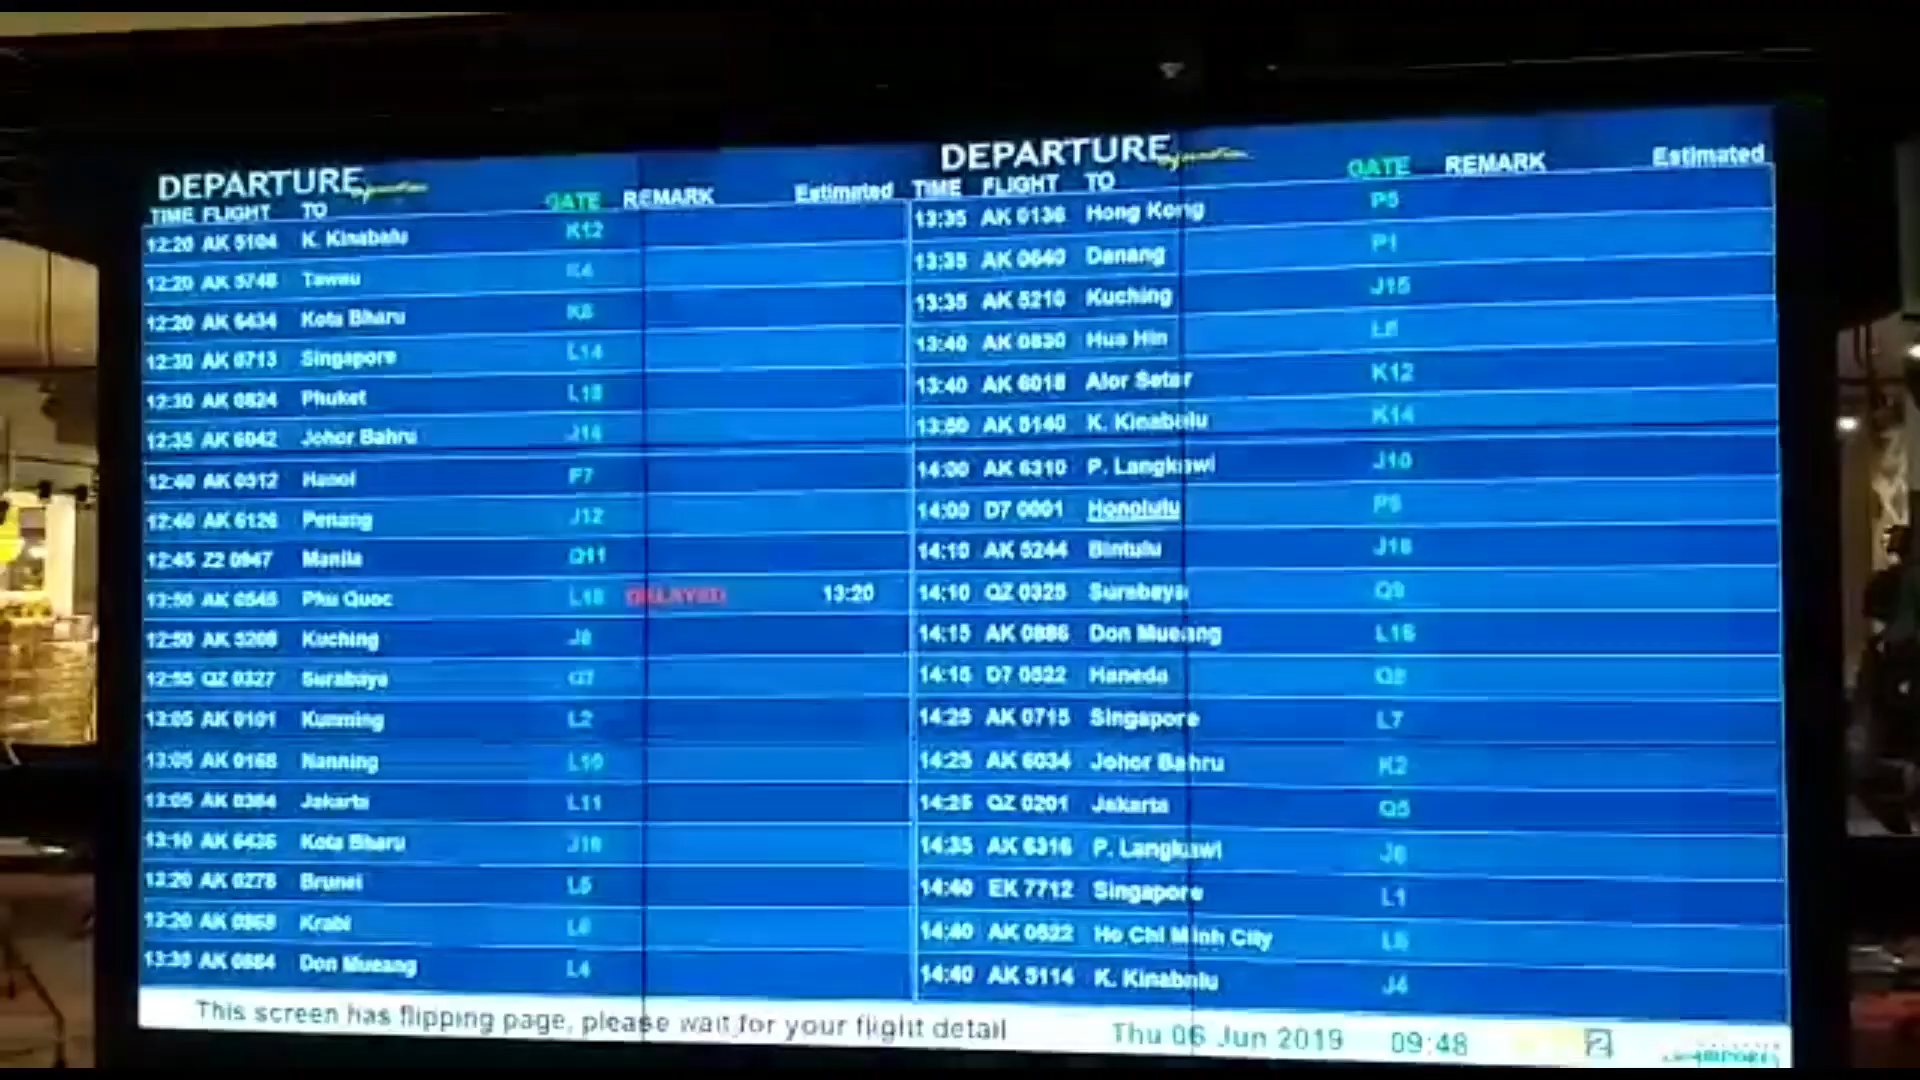 DEPARTURE
TIME FLIGHT TO GATE REMARK Estimated
12:20 AK 5104 K. Kinabalu K12
12:20 AK 5748 Tawau K4
12:20 AK 6434 Kota Bharu
12:30 AK 0713 Singapore L14
12:30 AK 0824 Phuket
12:35 AK 6042 Johor Bahru J14
12:40 AK 0512 Hanoi P7
12:40 AK 6126 Penang J12
12:45 Z2 0947 Manila Q11
AK 0545 Phu Quoc DELAYED 13:20
12:50 AK 5208 Kuching
12:55 QZ 0327 Surabaya Q7
13:05 AK 0101 Kunming L2
13:05 AK 0168 Nanning L10
13:05 AK 0384 Jakarta L11
13:10 AK 6436 Kota Bharu
13:20 AK 0278 Brunei L5
13:20 AK Krabi
AK 0884 Don Mueang L4
DEPARTURE
TIME FLIGHT TO GATE REMARK Estimated
13:35 AK 0136 Hong Kong
13:35 AK 0640 Danang P1
13:35 AK 5210 Kuching J15
13:40 AK 0830 Hua Hin
13:40 AK 6018 Alor Setar K12
13:50 AK 5140 K. Kinabalu K14
14:00 AK 6310 P. Langkawi J10
14:00 D7 0001 Honolulu
14:10 AK 5244 Bintulu
14:10 QZ 0325 Surabaya
14:15 AK 0886 Don Mueang L16
14:15 D7 0522 Haneda
14:25 AK 0715 Singapore L7
14:25 AK 6034 Johor Bahru K2
14:25 QZ 0201 Jakarta Q5
14:35 AK 6316 P. Langkawi
14:40 EK 7712 Singapore L1
14:40 AK 0522 Ho Chi Minh City
14:40 AK 5114 K. Kinabalu J4
This screen has flipping page, please wait for your flight detail Thu 06 Jun 2019 09:48 2